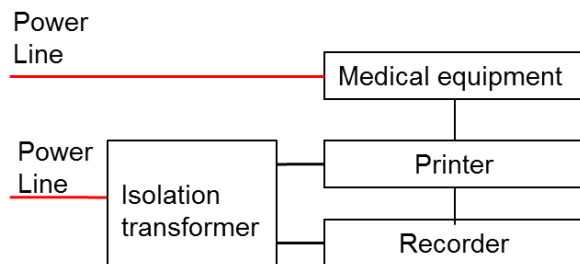 Power
Line
Medical equipment
Power
Line
Isolation
transformer
Printer
Recorder